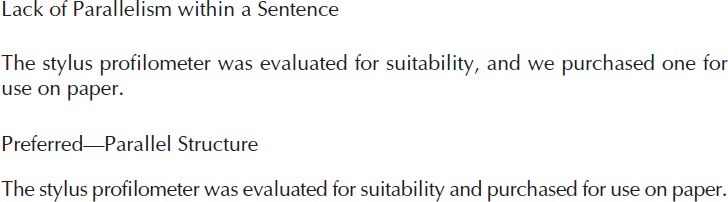 Lack of Parallelism within a Sentence
The stylus profilometer was evaluated for suitability, and we purchased one for
use on paper.
Preferred—Parallel Structure
The stylus profilometer was evaluated for suitability and purchased for use on paper.